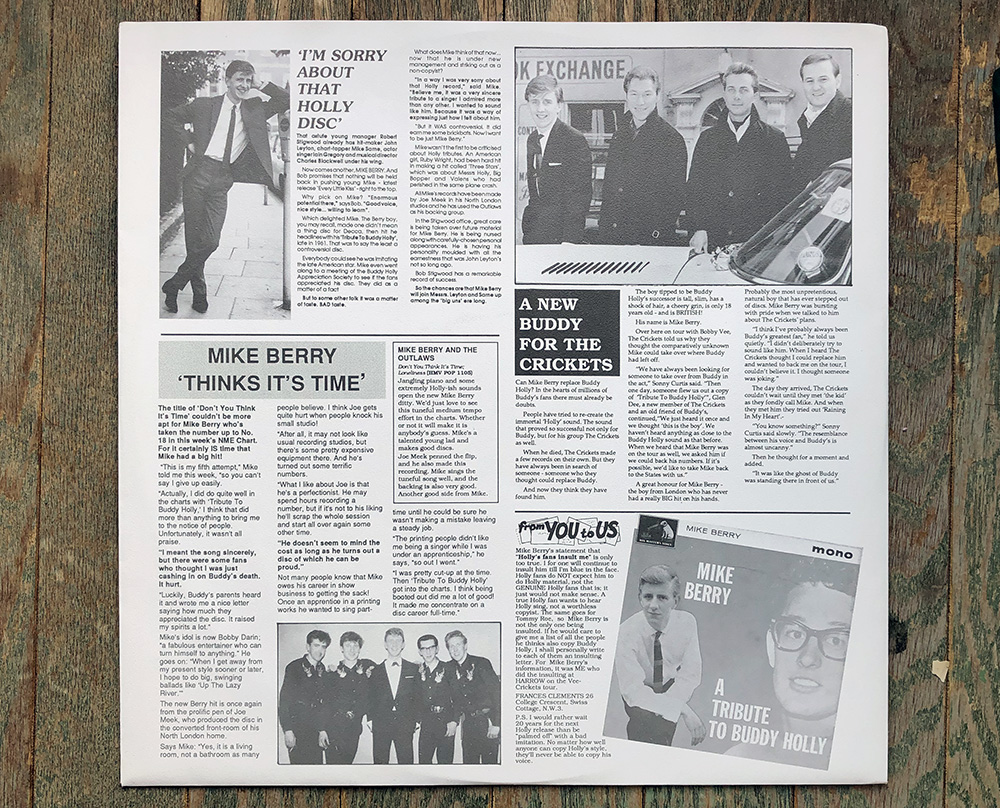 'I'M SORRY
ABOUT
THAT
HOLLY
DISC'
That astute young manager Robert
Stigwood already has hit-maker John
Leyton, chart-topper Mike Sarne, actor
singer Iain Gregory and musical director
Charles Blackwell under his wing.
Now comes another, MIKE BERRY. And
Bob promises that nothing will be held
back in pushing young Mike - latest
release 'Every Little Kiss' - right to the top.
Why pick on Mike? "Enormous
potential there," says Bob. "Good voice,
nice style... willing to learn".
Which delighted Mike. The Berry boy,
you may recall, made one didn't mean
a thing disc for Decca, then hit the
headlines with his 'Tribute To Buddy Holly',
late in 1961. That was to say the least a
controversial disc.
Everybody could see he was imitating
the late American star. Mike even went
along to a meeting of the Buddy Holly
Appreciation Society to see if the fans
appreciated his disc. They did as a
matter of a fact
But to some other folk it was a matter
of taste. BAD taste.
What does Mike think of that now...
now that he is under new
management and striking out as a
non-copyist?
"In a way I was very sorry about
that Holly record," said Mike.
"Believe me, it was a very sincere
tribute to a singer I admired more
than any other. I wanted to sound
like him. Because it was a way of
expressing just how I felt about him.
"But it WAS controversial. It did
earn me some brickbats. Now I want
to be just Mike Berry."
Mike wasn't the first to be criticised
about Holly tributes. An American
girl, Ruby Wright, had been hard hit
in making a hit called 'Three Stars',
which was about Messrs Holly, Big
Bopper and Valens who had
perished in the same plane crash.
All Mike's records have been made
by Joe Meek in his North London
studios and he has used the Outlaws
as his backing group.
In the Stigwood office, great care
is being taken over future material
for Mike Berry. He is being nursed
along with carefully-chosen personal
appearances. He is having his
personality moulded with all the
earnestness that was John Leyton's
not so long ago.
Bob Stigwood has a remarkable
record of success.
So the chances are that Mike Berry
will join Messrs. Leyton and Sarne up
among the 'big uns' ere long.
K EXCHANGE
A NEW
BUDDY
FOR THE
CRICKETS
Can Mike Berry replace Buddy
Holly? In the hearts of millions of
Buddy's fans there must already be
doubts.
People have tried to re-create the
immortal 'Holly' sound. The sound
that proved so successful not only for
Buddy, but for his group The Crickets
as well.
When he died, The Crickets made
a few records on their own. But they
have always been in search of
someone - someone who they
thought could replace Buddy.
And now they think they have
found him.
The boy tipped to be Buddy
Holly's successor is tall, slim, has a
shock of hair, a cheery grin, is only 18
years old - and is BRITISH!
His name is Mike Berry.
Over here on tour with Bobby Vee,
The Crickets told us why they
thought the comparatively unknown
Mike could take over where Buddy
had left off.
"We have always been looking for
someone to take over from Buddy in
the act," Sonny Curtis said. "Then
one day, someone flew us out a copy
of 'Tribute To Buddy Holly'", Glen
Dee, a new member of The Crickets
and an old friend of Buddy's,
continued, "We just heard it once and
we thought 'this is the boy'. We
haven't heard anything as close to the
Buddy Holly sound as that before.
When we heard that Mike Berry was
on the tour as well, we asked him if
we could back his numbers. If it's
possible, we'd like to take Mike back
to the States with us."
A great honour for Mike Berry -
the boy from London who has never
had a really BIG hit on his hands.
Probably the most unpretentious,
natural boy that has ever stepped out
of discs. Mike Berry was bursting
with pride when we talked to him
about The Crickets' plans.
"I think I've probably always been
Buddy's greatest fan," he told us
quietly. "I didn't deliberately try to
sound like him. When I heard The
Crickets thought I could replace him
and wanted to back me on the tour, I
couldn't believe it. I thought someone
was joking."
The day they arrived, The Crickets
couldn't wait until they met 'the kid'
as they fondly call Mike. And when
they met him they tried out 'Raining
In My Heart'.
"You know something?" Sonny
Curtis said slowly. "The resemblance
between his voice and Buddy's is
almost uncanny."
Then he thought for a moment and
added.
"It was like the ghost of Buddy
was standing there in front of us."
MIKE BERRY
'THINKS IT'S TIME'
The title of 'Don't You Think
It's Time' couldn't be more
apt for Mike Berry who's
taken the number up to No.
18 in this week's NME Chart.
For it certainly IS time that
Mike had a big hit!
"This is my fifth attempt," Mike
told me this week, "so you can't
say I give up easily.
"Actually, I did do quite well in
the charts with 'Tribute To
Buddy Holly,' I think that did
more than anything to bring me
to the notice of people.
Unfortunately, it wasn't all
praise.
"I meant the song sincerely,
but there were some fans
who thought I was just
cashing in on Buddy's death.
It hurt.
"Luckily, Buddy's parents heard
it and wrote me a nice letter
saying how much they
appreciated the disc. It raised
my spirits a lot."
Mike's idol is now Bobby Darin;
"a fabulous entertainer who can
turn himself to anything." He
goes on: "When I get away from
my present style sooner or later,
I hope to do big, swinging
ballads like 'Up The Lazy
River.'"
The new Berry hit is once again
from the prolific pen of Joe
Meek, who produced the disc in
the converted front-room of his
North London home.
Says Mike: "Yes, it is a living
room, not a bathroom as many
people believe. I think Joe gets
quite hurt when people knock his
small studio!
"After all, it may not look like
usual recording studios, but
there's some pretty expensive
equipment there. And he's
turned out some terrific
numbers.
"What I like about Joe is that
he's a perfectionist. He may
spend hours recording a
number, but if it's not to his liking
he'll scrap the whole session
and start all over again some
other time.
"He doesn't seem to mind the
cost as long as he turns out a
disc of which he can be
proud."
Not many people know that Mike
owes his career in show
business to getting the sack!
Once an apprentice in a printing
works he wanted to sing part-
time until he could be sure he
wasn't making a mistake leaving
a steady job.
"The printing people didn't like
me being a singer while I was
under an apprenticeship," he
says, "so out I went."
"I was pretty cut-up at the time.
Then 'Tribute To Buddy Holly'
got into the charts. I think being
booted out did me a lot of good!
It made me concentrate on a
disc career full-time."
MIKE BERRY AND THE
OUTLAWS
Don't You Think It's Time;
Loneliness [HMV POP 1105]
Jangling piano and some
extremely Holly-ish sounds
open the new Mike Berry
ditty. We'd just love to see
this tuneful medium tempo
effort in the charts. Whether
or not it will make it is
anybody's guess. Mike's a
talented young lad and
makes good discs.
Joe Meek penned the flip,
and he also made this
recording. Mike sings the
tuneful song well, and the
backing is also very good.
Another good side from Mike.
from YOU to US
Mike Berry's statement that
"Holly's fans insult me" is only
too true. I for one will continue to
insult him till I'm blue in the face.
Holly fans do NOT expect him to
do Holly material, not the
GENUINE Holly fans that is; it
just would not make sense. A
true Holly fan wants to hear
Holly sing, not a worthless
copyist. The same goes for
Tommy Roe, so Mike Berry is
not the only one being
insulted. If he would care to
give me a list of all the people
he thinks also copy Buddy
Holly, I shall personally write
to each of them an insulting
letter. For Mike Berry's
information, it was ME who
did the insulting at
HARROW on the Vee-
Crickets tour.
FRANCES CLEMENTS 26
College Crescent, Swiss
Cottage, N.W.3.
P.S. I would rather wait
20 years for the next
Holly release than be
"palmed off" with a bad
imitation. No matter how well
anyone can copy Holly's style,
they'll never be able to copy his
voice.
MIKE BERRY
mono
MIKE
BERRY
A
TRIBUTE
TO BUDDY HOLLY